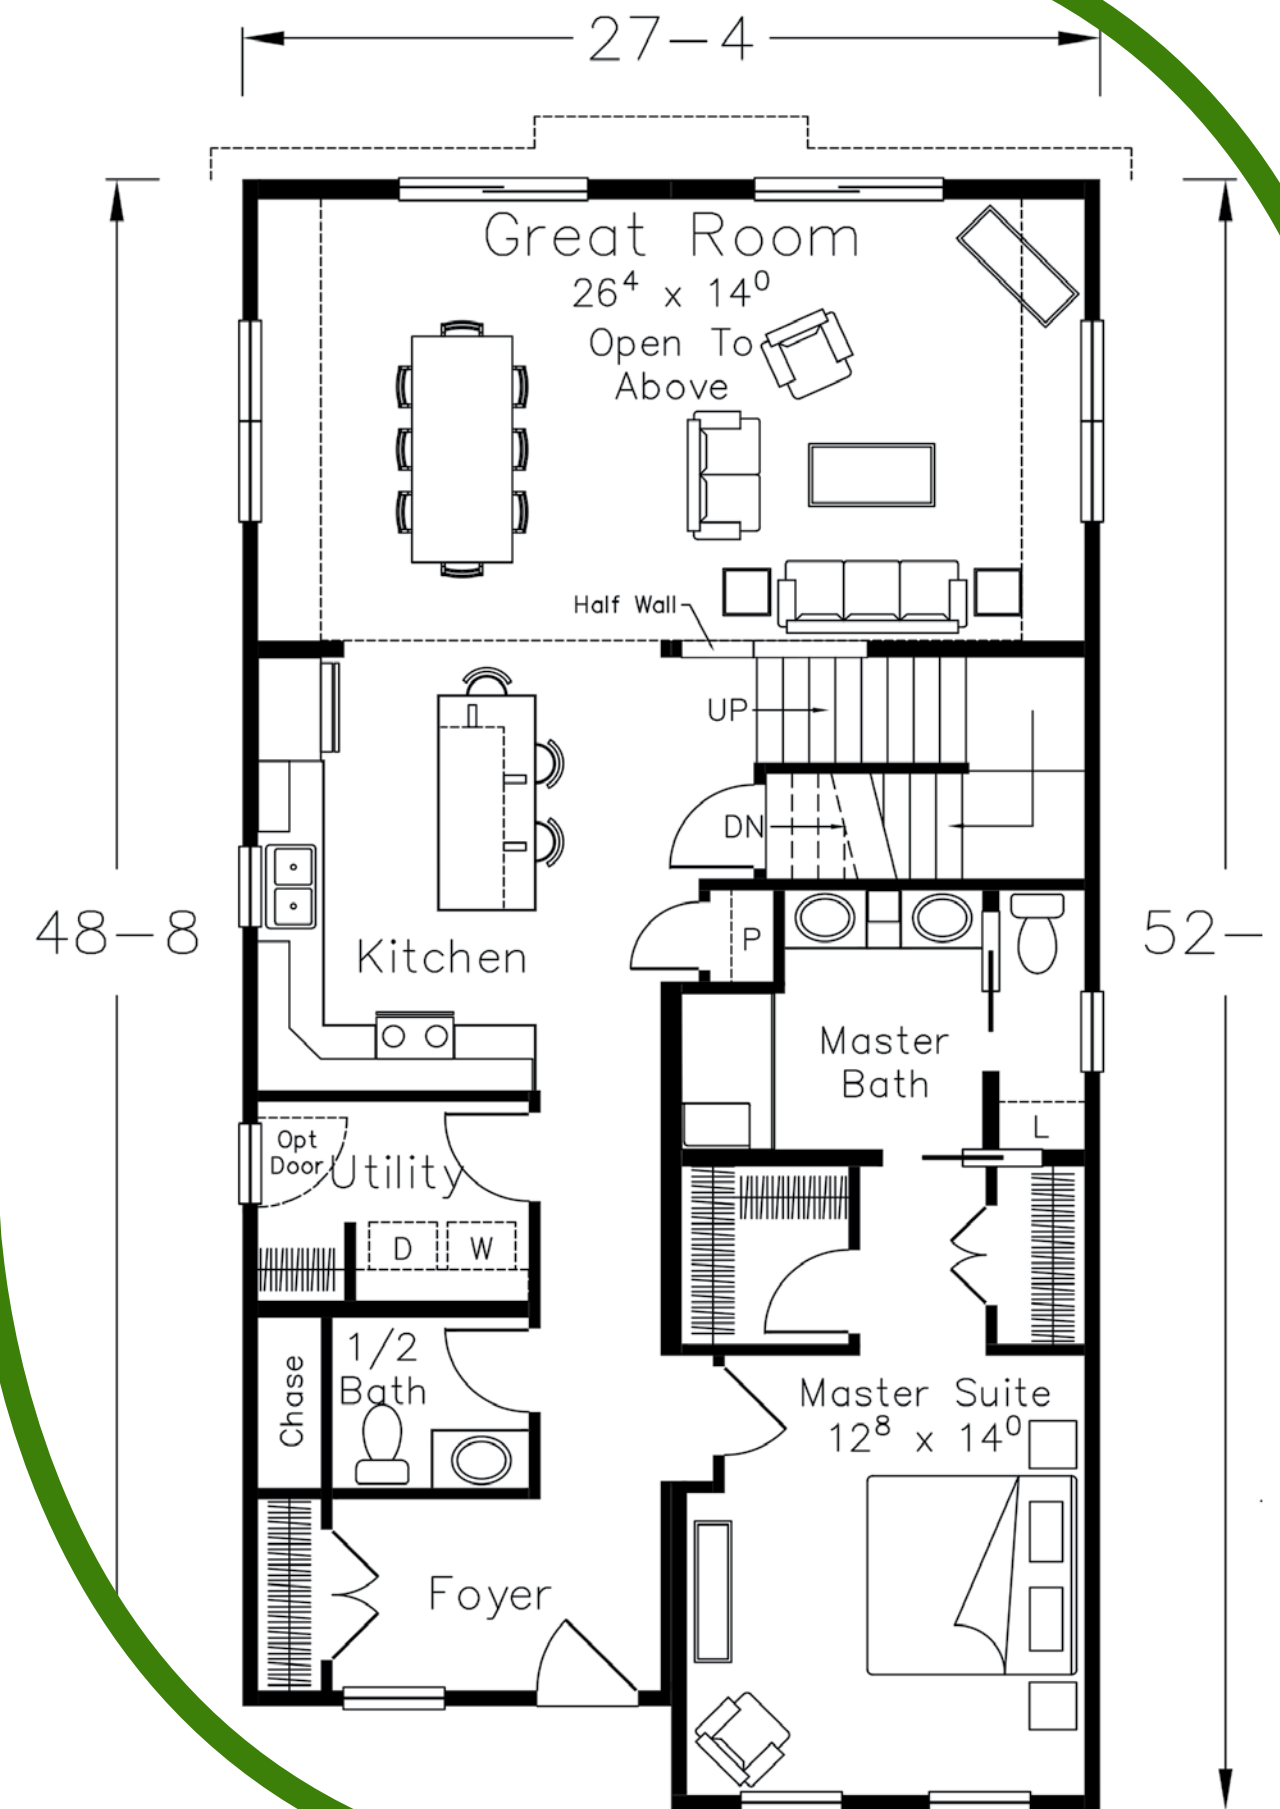 27-4
Great Room
26⁴ x 14⁰
Open To
Above
Half Wall
UP
DN
48-8
52-
Kitchen
P
Master
Bath
L
Opt
Door
Utility
D
W
1/2
Bath
Chase
Master Suite
12⁸ x 14⁰
Foyer